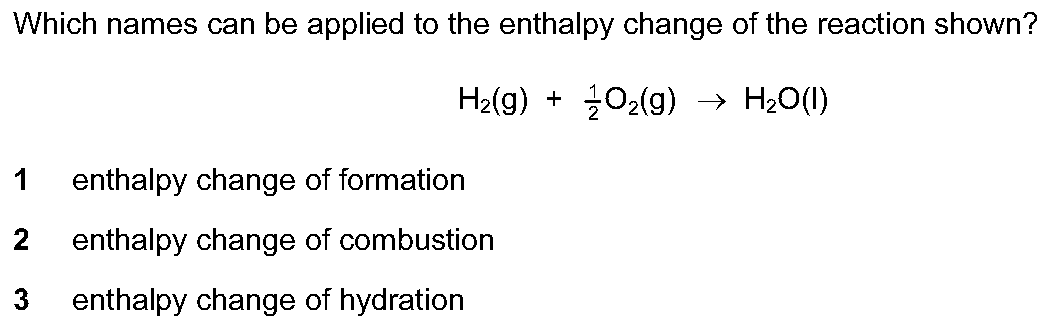 Which names can be applied to the enthalpy change of the reaction shown?
H₂(g) + ½O₂(g) → H₂O(l)
1 enthalpy change of formation
2 enthalpy change of combustion
3 enthalpy change of hydration